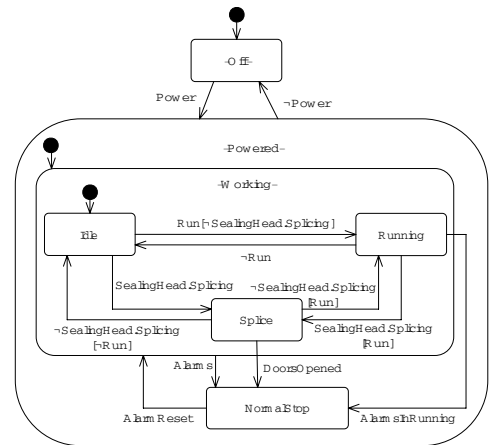 -Off-
Power
¬Power
-Powered-
-Working-
Idle
Run[¬SealingHead.Splicing]
Running
¬Run
SealingHead.Splicing
¬SealingHead.Splicing
[Run]
Splice
¬SealingHead.Splicing
[¬Run]
SealingHead.Splicing
[Run]
Alarms
DoorsOpened
NormalStop
AlarmReset
AlarmsInRunning